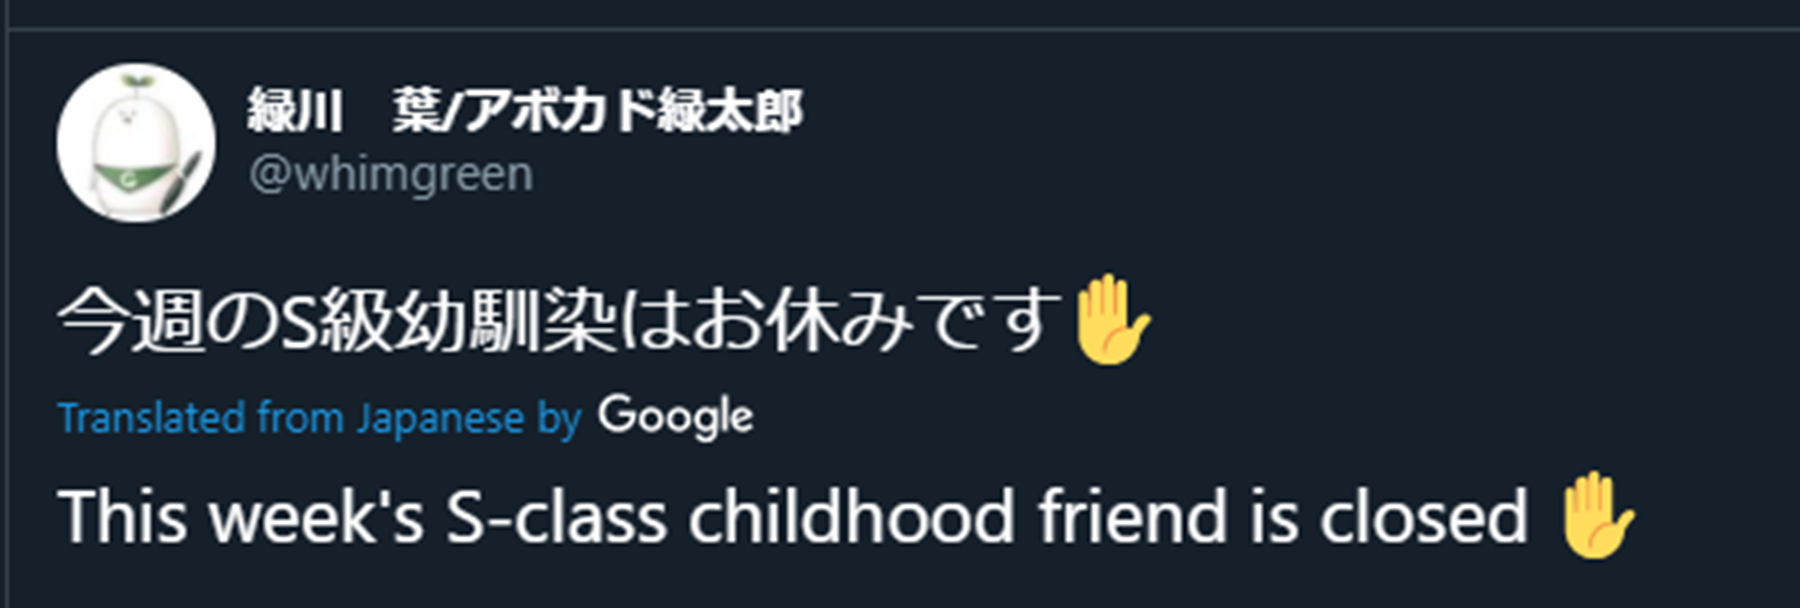 緑川　葉/アボカド緑太郎
@whimgreen
今週のS級幼馴染はお休みです✋
Translated from Japanese by Google
This week's S-class childhood friend is closed ✋
G